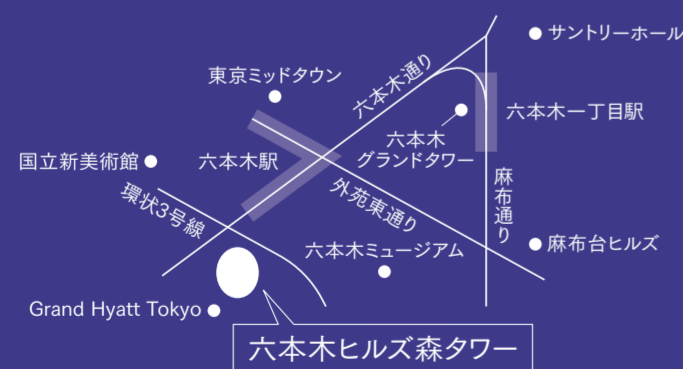 サントリーホール
東京ミッドタウン
六本木通り
六本木一丁目駅
六本木
グランドタワー
国立新美術館
六本木駅
麻布通り
環状3号線
外苑東通り
六本木ミュージアム
麻布台ヒルズ
Grand Hyatt Tokyo
六本木ヒルズ森タワー